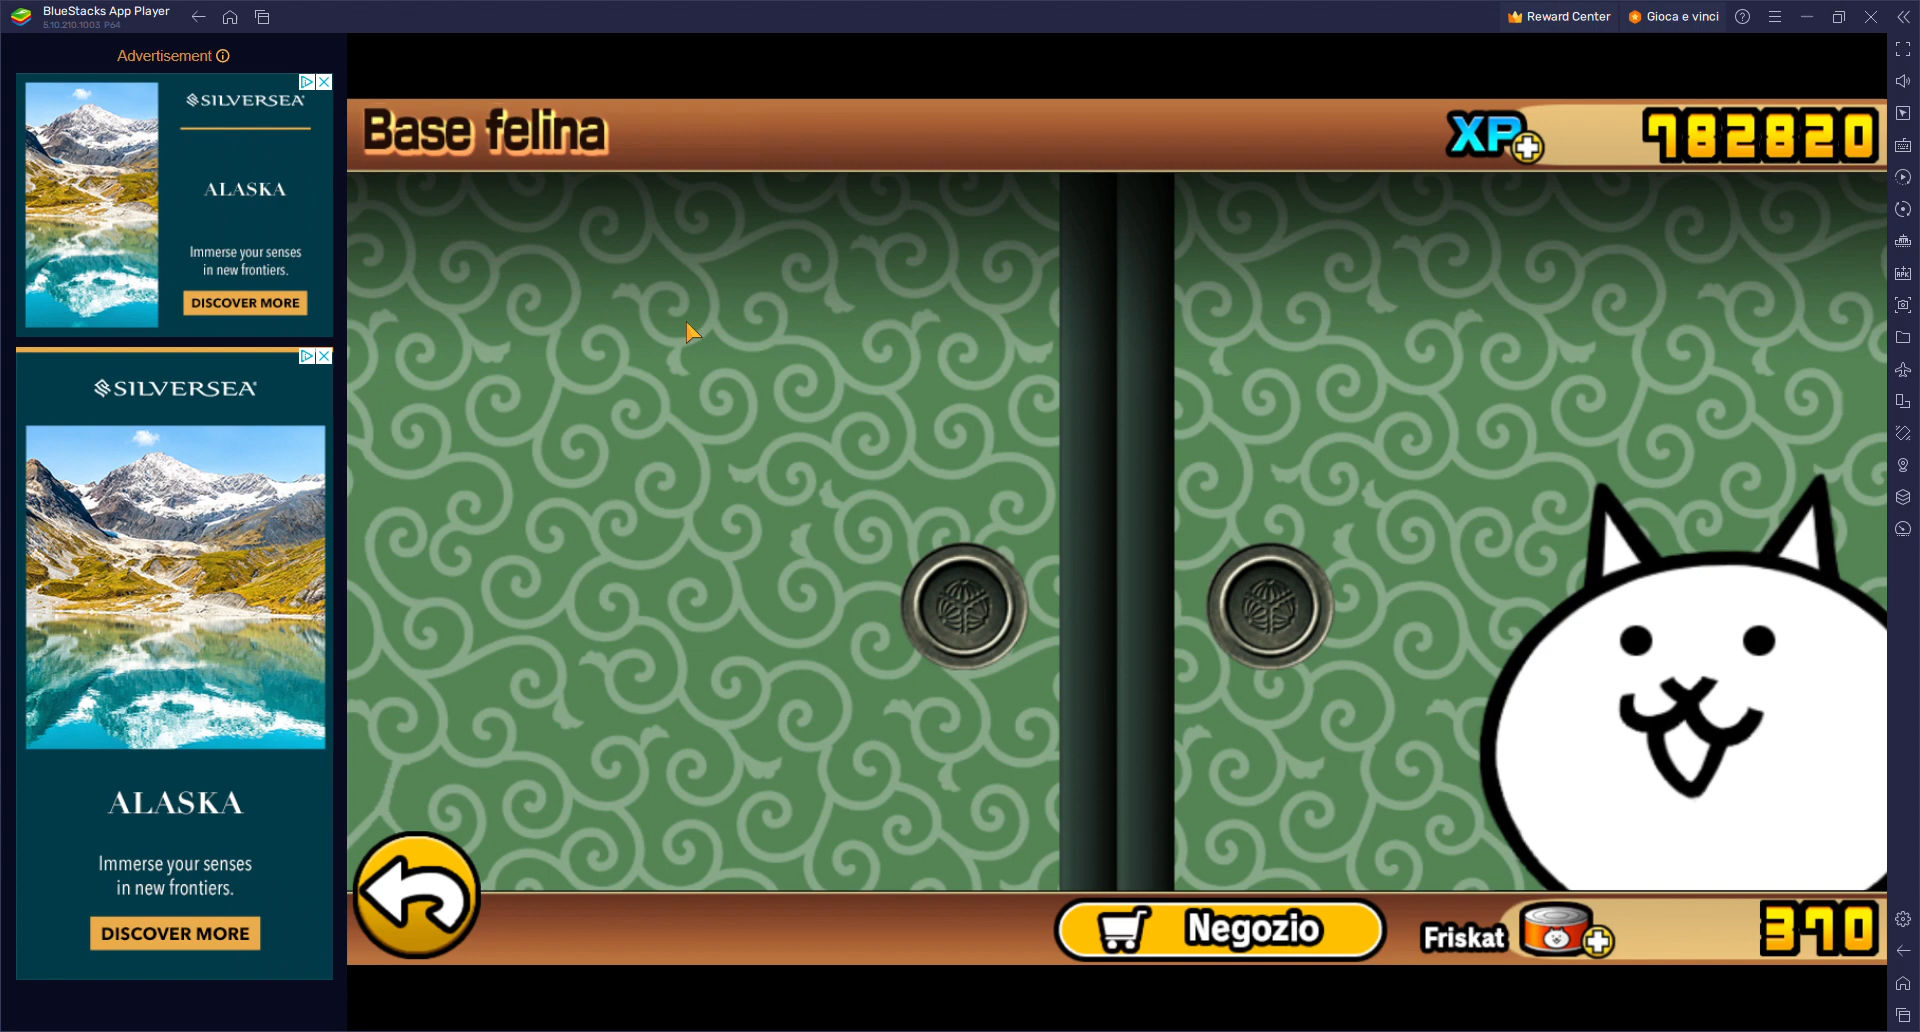 BlueStacks App Player
5.10.210.1003 P64
Reward Center
Gioca e vinci
Advertisement
SILVERSEA
ALASKA
Immerse your senses
in new frontiers.
DISCOVER MORE
SILVERSEA
ALASKA
Immerse your senses
in new frontiers.
DISCOVER MORE
Base felina
XP
782820
Negozio
Friskat
370
APK